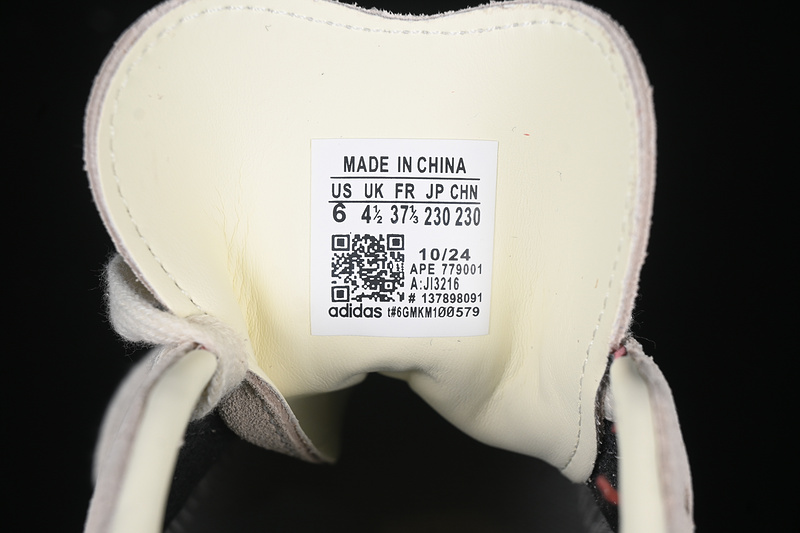 MADE IN CHINA
US UK FR JP CHN
6 4½ 37⅓ 230 230
10/24
APE 779001
A:JI3216
# 137898091
adidas t#6GMKM100579